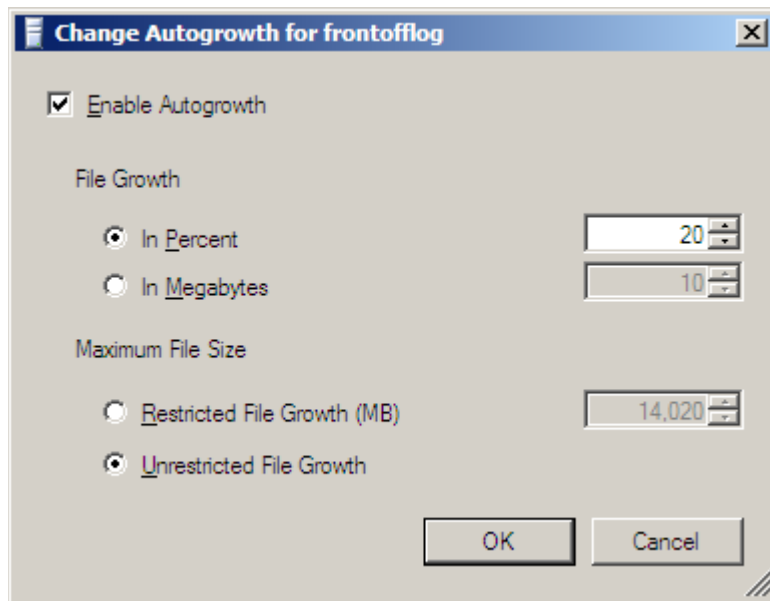 Change Autogrowth for frontofflog
Enable Autogrowth
File Growth
In Percent 20
In Megabytes 10
Maximum File Size
Restricted File Growth (MB) 14,020
Unrestricted File Growth
OK Cancel